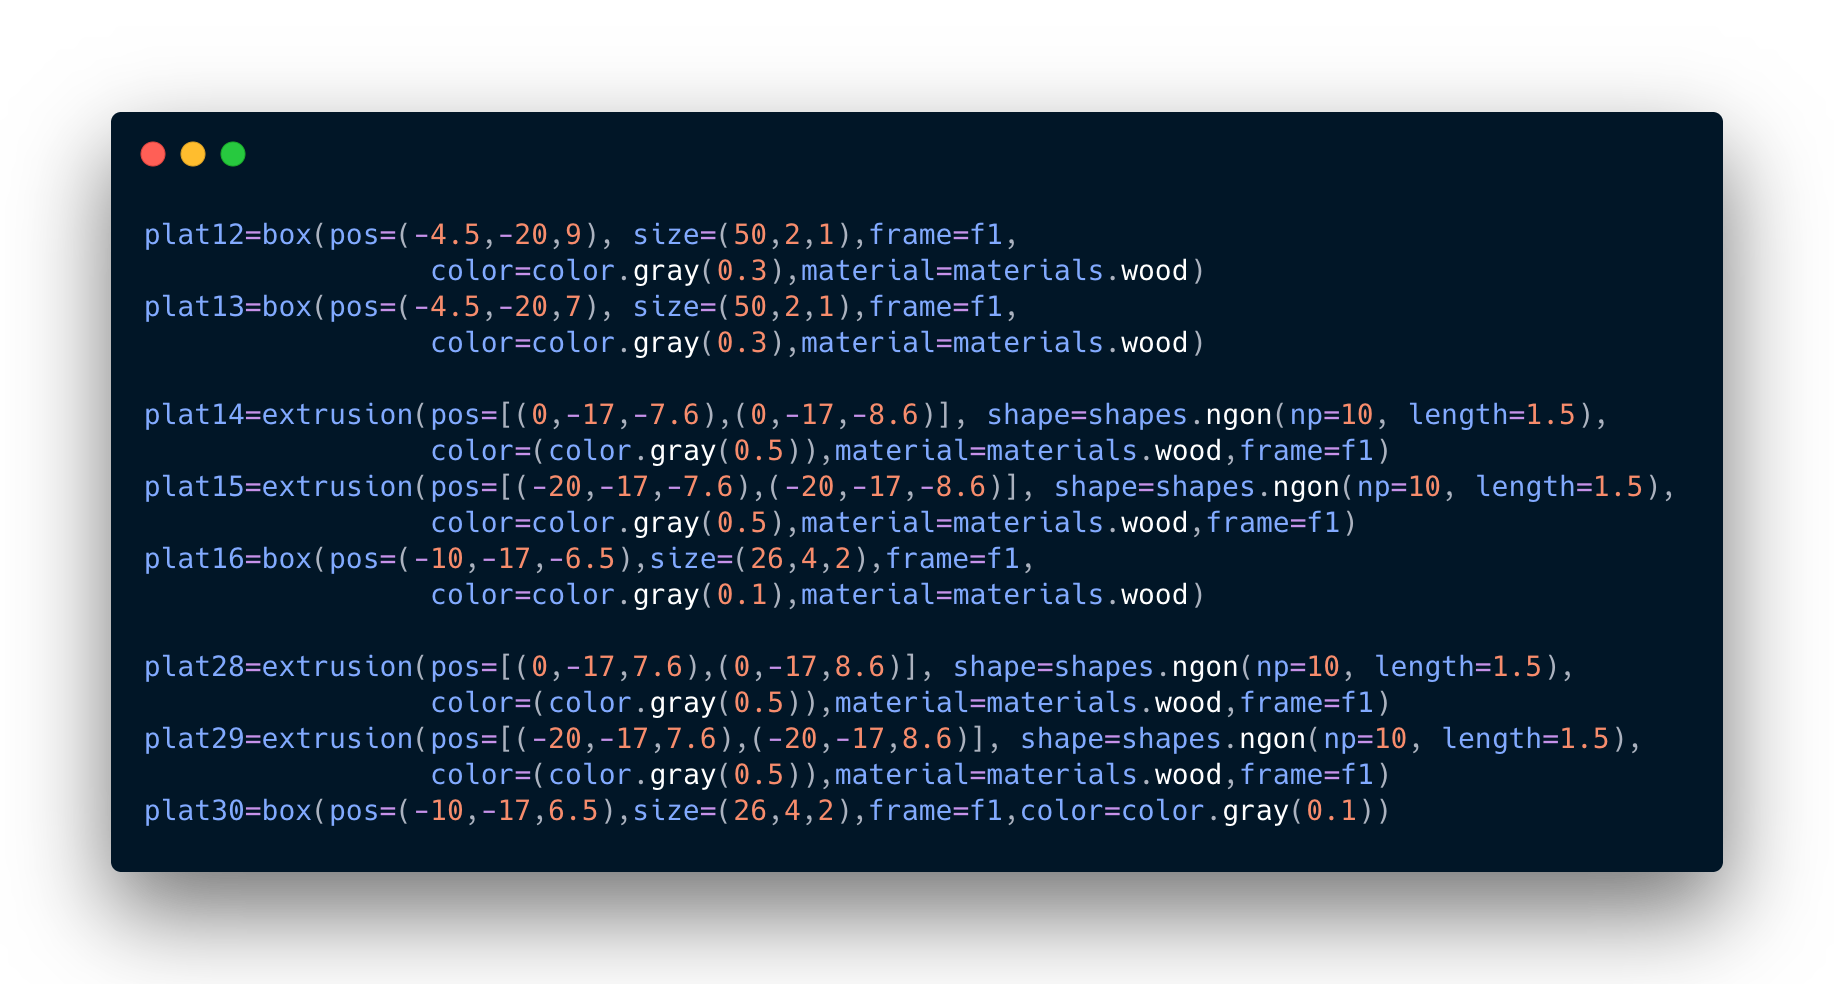 plat12=box(pos=(-4.5,-20,9), size=(50,2,1),frame=f1,
color=color.gray(0.3),material=materials.wood)
plat13=box(pos=(-4.5,-20,7), size=(50,2,1),frame=f1,
color=color.gray(0.3),material=materials.wood)
plat14=extrusion(pos=[(0,-17,-7.6),(0,-17,-8.6)], shape=shapes.ngon(np=10, length=1.5),
color=(color.gray(0.5)),material=materials.wood,frame=f1)
plat15=extrusion(pos=[(-20,-17,-7.6),(-20,-17,-8.6)], shape=shapes.ngon(np=10, length=1.5),
color=color.gray(0.5),material=materials.wood,frame=f1)
plat16=box(pos=(-10,-17,-6.5),size=(26,4,2),frame=f1,
color=color.gray(0.1),material=materials.wood)
plat28=extrusion(pos=[(0,-17,7.6),(0,-17,8.6)], shape=shapes.ngon(np=10, length=1.5),
color=(color.gray(0.5)),material=materials.wood,frame=f1)
plat29=extrusion(pos=[(-20,-17,7.6),(-20,-17,8.6)], shape=shapes.ngon(np=10, length=1.5),
color=(color.gray(0.5)),material=materials.wood,frame=f1)
plat30=box(pos=(-10,-17,6.5),size=(26,4,2),frame=f1,color=color.gray(0.1))